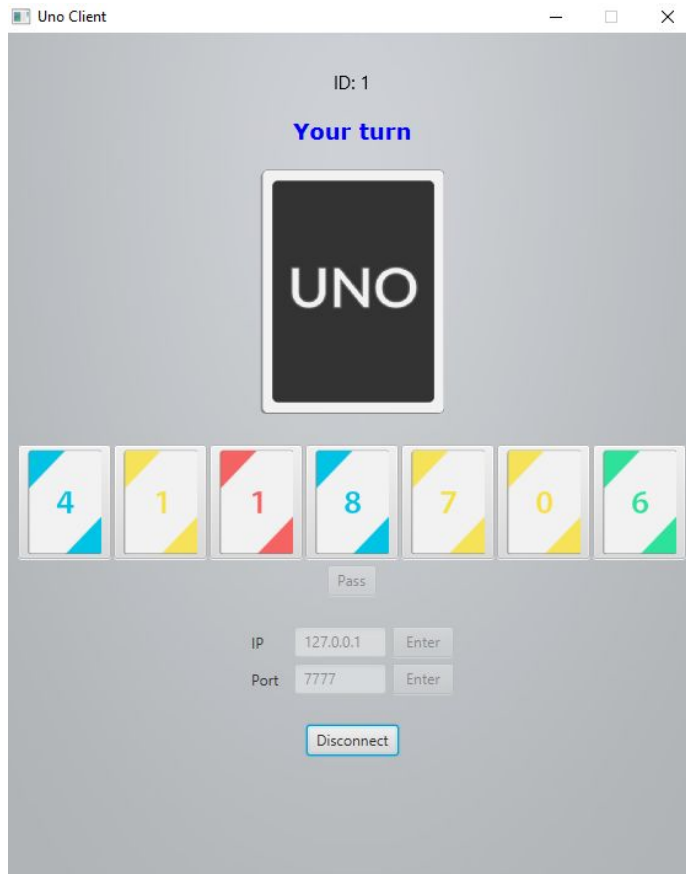 Uno Client
ID: 1
Your turn
UNO
4 1 1 8 7 0 6
Pass
IP 127.0.0.1 Enter
Port 7777 Enter
Disconnect